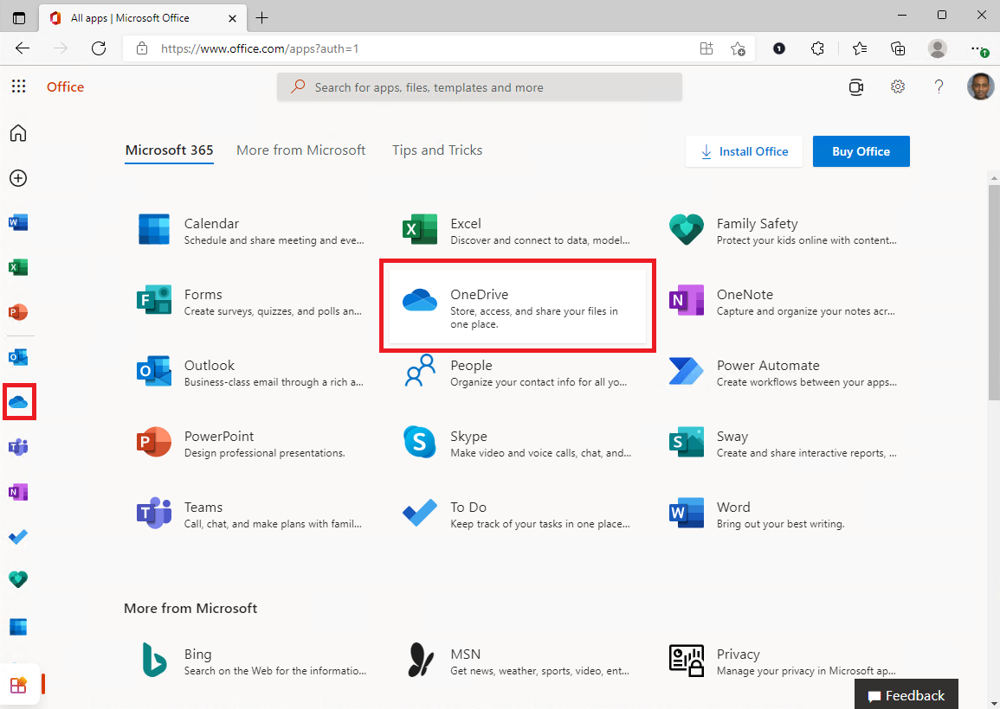 All apps | Microsoft Office
https://www.office.com/apps?auth=1
Office
Search for apps, files, templates and more
Microsoft 365
More from Microsoft
Tips and Tricks
Install Office
Buy Office
Calendar
Schedule and share meeting and eve...
Excel
Discover and connect to data, model...
Family Safety
Protect your kids online with content...
Forms
Create surveys, quizzes, and polls an...
OneDrive
Store, access, and share your files in
one place.
OneNote
Capture and organize your notes acr...
Outlook
Business-class email through a rich a...
People
Organize your contact info for all yo...
Power Automate
Create workflows between your apps...
PowerPoint
Design professional presentations.
Skype
Make video and voice calls, chat, and...
Sway
Create and share interactive reports, ...
Teams
Call, chat, and make plans with famil...
To Do
Keep track of your tasks in one place...
Word
Bring out your best writing.
More from Microsoft
Bing
Search on the Web for the informatio...
MSN
Get news, weather, sports, video, ent...
Privacy
Manage your privacy in Microsoft ap...
Feedback